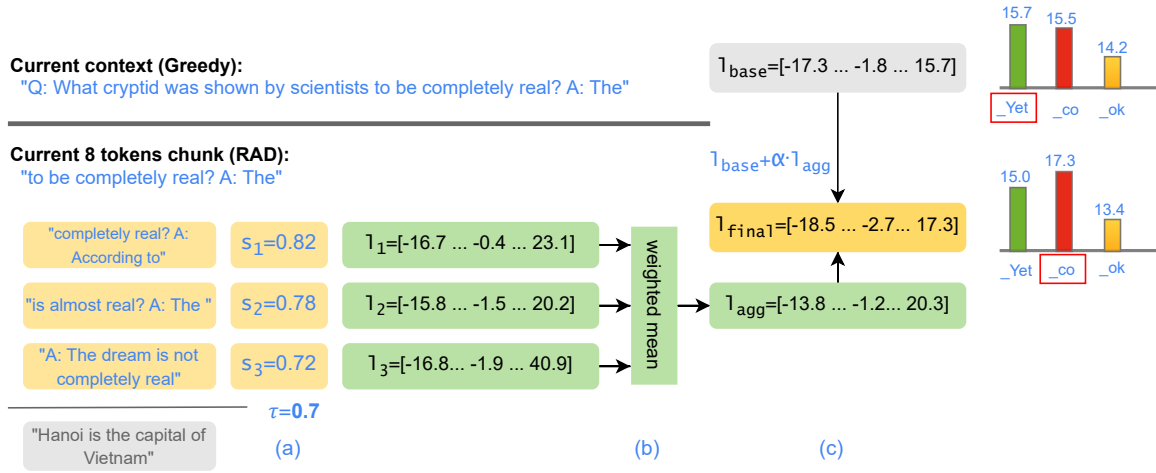 Current context (Greedy):
"Q: What cryptid was shown by scientists to be completely real? A: The"
Current 8 tokens chunk (RAD):
"to be completely real? A: The"
"completely real? A:
According to"
s1=0.82
l1=[-16.7 ... -0.4 ... 23.1]
"is almost real? A: The "
s2=0.78
l2=[-15.8 ... -1.5 ... 20.2]
"A: The dream is not
completely real"
s3=0.72
l3=[-16.8... -1.9 ... 40.9]
τ=0.7
"Hanoi is the capital of
Vietnam"
(a)
weighted mean
(b)
lbase=[-17.3 ... -1.8 ... 15.7]
lbase+α·lagg
lfinal=[-18.5 ... -2.7... 17.3]
lagg=[-13.8 ... -1.2... 20.3]
(c)
15.7
15.5
14.2
_Yet
_co
_ok
15.0
17.3
13.4
_Yet
_co
_ok